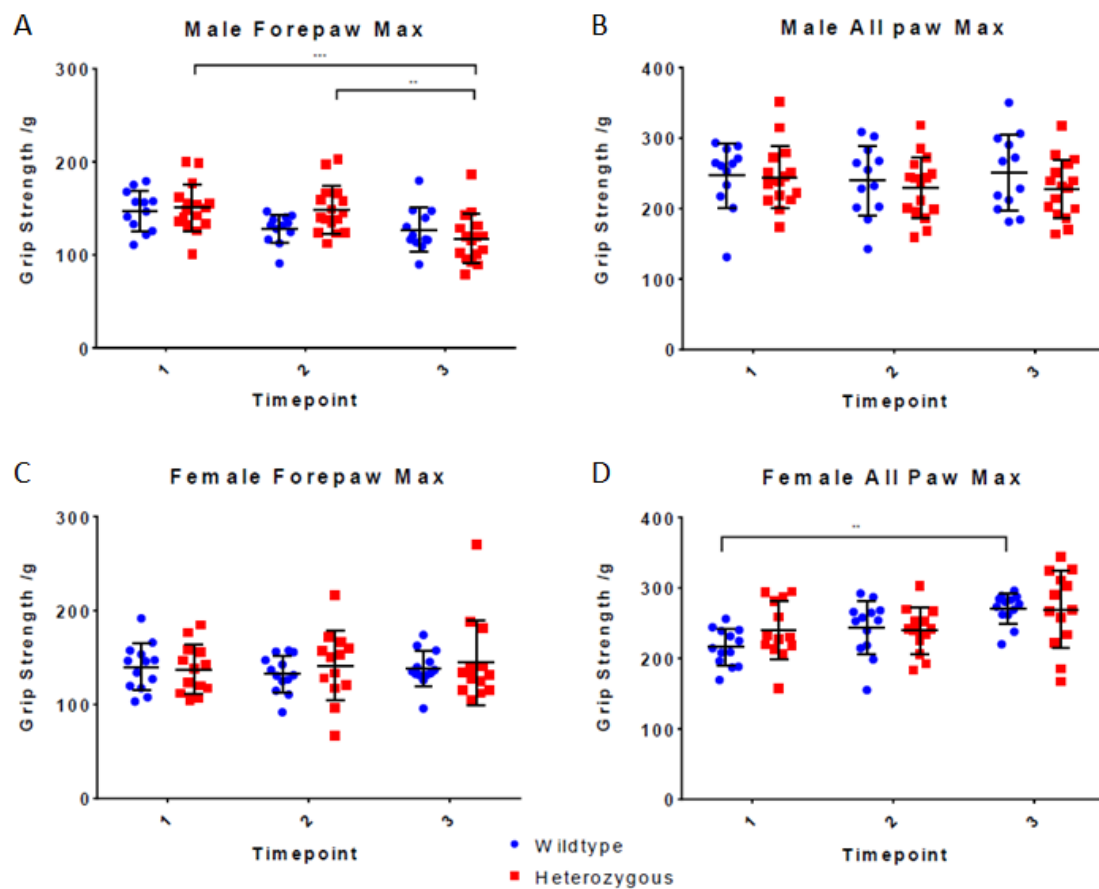 A
Male Forepaw Max
Grip Strength /g
300
200
100
0
***
**
1
2
3
Timepoint
B
Male All paw Max
Grip Strength /g
400
300
200
100
0
1
2
3
Timepoint
C
Female Forepaw Max
Grip Strength /g
300
200
100
0
1
2
3
Timepoint
D
Female All Paw Max
Grip Strength /g
400
300
200
100
0
**
1
2
3
Timepoint
Wildtype
Heterozygous